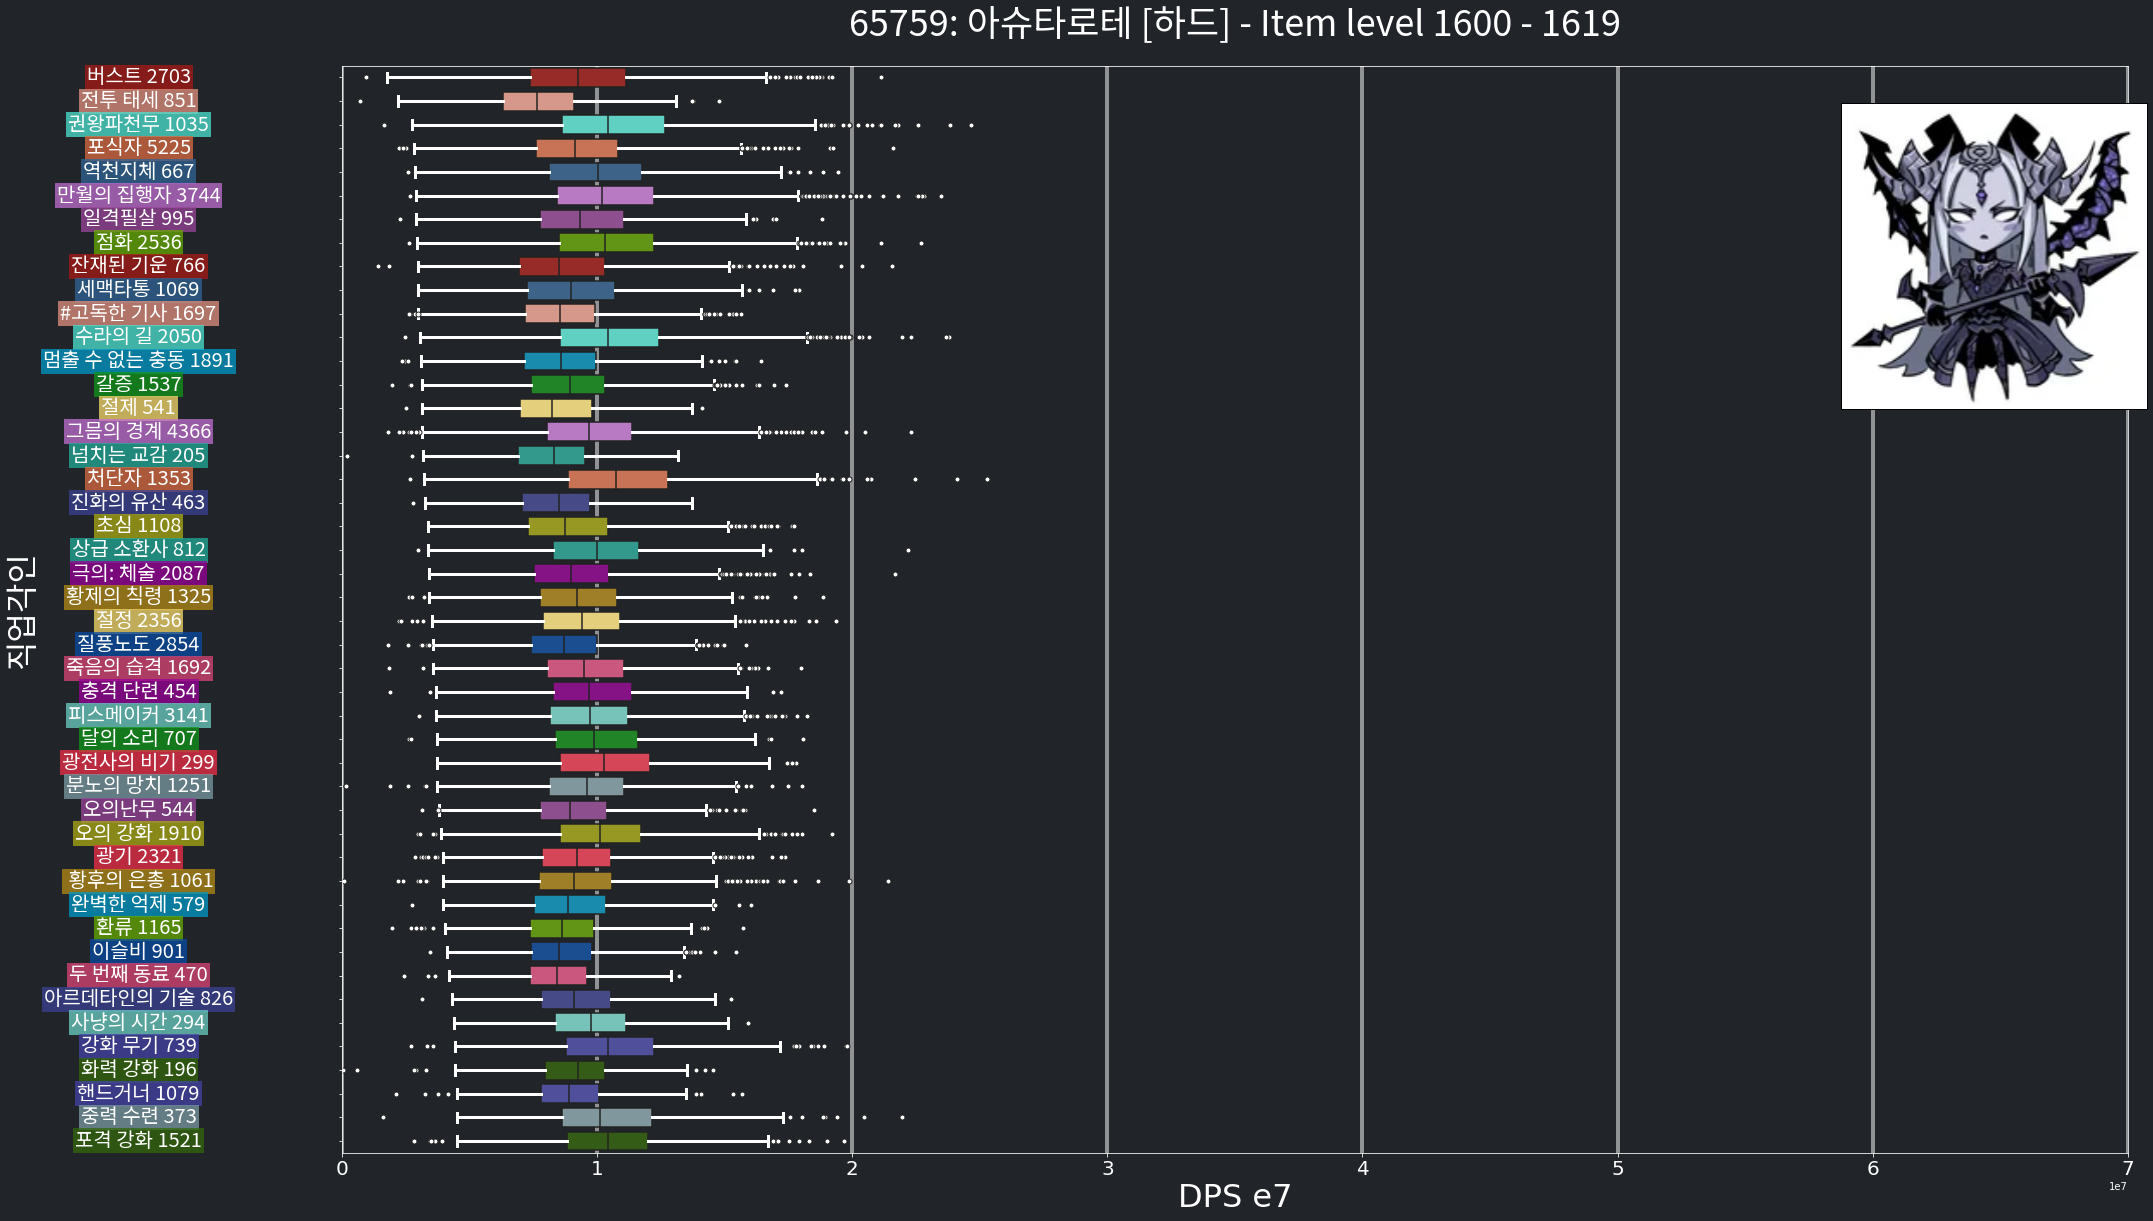 65759: 아슈타로테 [하드] - Item level 1600 - 1619
버스트 2703
전투 태세 851
권왕파천무 1035
포식자 5225
역천지체 667
만월의 집행자 3744
일격필살 995
점화 2536
잔재된 기운 766
세맥타통 1069
#고독한 기사 1697
수라의 길 2050
멈출 수 없는 충동 1891
갈증 1537
절제 541
그믐의 경계 4366
넘치는 교감 205
처단자 1353
진화의 유산 463
초심 1108
상급 소환사 812
극의: 체술 2087
황제의 칙령 1325
절정 2356
질풍노도 2854
죽음의 습격 1692
충격 단련 454
피스메이커 3141
달의 소리 707
광전사의 비기 299
분노의 망치 1251
오의난무 544
오의 강화 1910
광기 2321
황후의 은총 1061
완벽한 억제 579
환류 1165
이슬비 901
두 번째 동료 470
아르데타인의 기술 826
사냥의 시간 294
강화 무기 739
화력 강화 196
핸드거너 1079
중력 수련 373
포격 강화 1521
직업각인
0 1 2 3 4 5 6 7
1e7
DPS e7